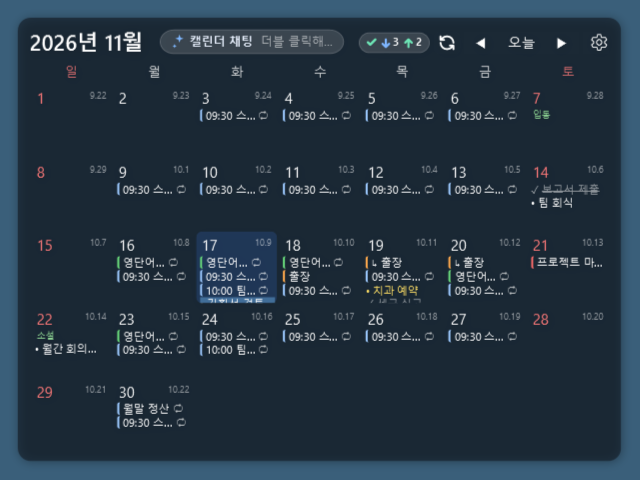 2026년 11월 캘린더 채팅 더블 클릭해... 3 2 오늘
일 월 화 수 목 금 토
1 9.22 2 9.23 3 9.24 4 9.25 5 9.26 6 9.27 7 9.28
09:30 스... 09:30 스... 09:30 스... 09:30 스... 입동
8 9.29 9 10.1 10 10.2 11 10.3 12 10.4 13 10.5 14 10.6
09:30 스... 09:30 스... 09:30 스... 09:30 스... 09:30 스... ✓ 보고서 제출
• 팀 회식
15 10.7 16 10.8 17 10.9 18 10.10 19 10.11 20 10.12 21 10.13
영단어... 영단어... 영단어... ↳ 출장 ↳ 출장 프로젝트 마...
09:30 스... 09:30 스... 출장 09:30 스... 영단어...
10:00 팀... 09:30 스... • 치과 예약 09:30 스...
22 10.14 23 10.15 24 10.16 25 10.17 26 10.18 27 10.19 28 10.20
소설 영단어... 09:30 스... 09:30 스... 09:30 스... 09:30 스...
• 월간 회의... 09:30 스... 10:00 팀...
29 10.21 30 10.22
월말 정산
09:30 스...